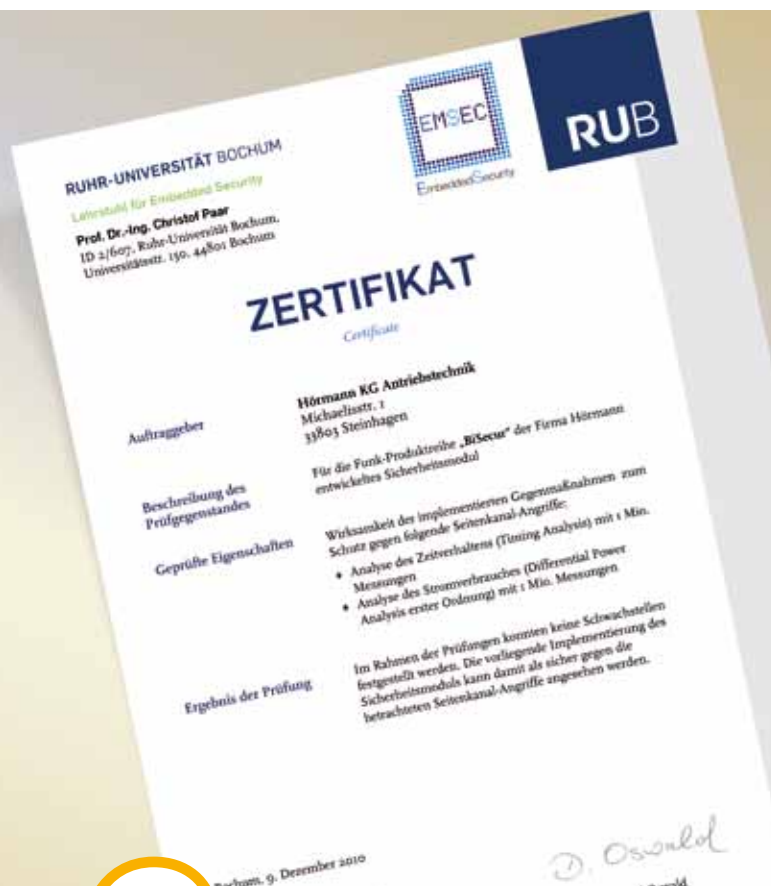 RUHR-UNIVERSITÄT BOCHUM
Lehrstuhl für Embedded Security
Prof. Dr.-Ing. Christof Paar
ID 2/607, Ruhr-Universität Bochum,
Universitätsstr. 150, 44801 Bochum
EMSEC
EmbeddedSecurity
RUB
ZERTIFIKAT
Certificate
Auftraggeber
Hörmann KG Antriebstechnik
Michaelisstr. 1
33803 Steinhagen
Beschreibung des
Prüfgegenstandes
Für die Funk-Produktreihe „BiSecur" der Firma Hörmann
entwickeltes Sicherheitsmodul
Geprüfte Eigenschaften
Wirksamkeit der implementierten Gegenmaßnahmen zum
Schutz gegen folgende Seitenkanal-Angriffe:
• Analyse des Zeitverhaltens (Timing Analysis) mit 1 Mio.
Messungen
• Analyse des Stromverbrauches (Differential Power
Analysis erster Ordnung) mit 1 Mio. Messungen
Ergebnis der Prüfung
Im Rahmen der Prüfungen konnten keine Schwachstellen
festgestellt werden. Die vorliegende Implementierung des
Sicherheitsmoduls kann damit als sicher gegen die
betrachteten Seitenkanal-Angriffe angesehen werden.
Bochum, 9. Dezember 2010
D. Oswald